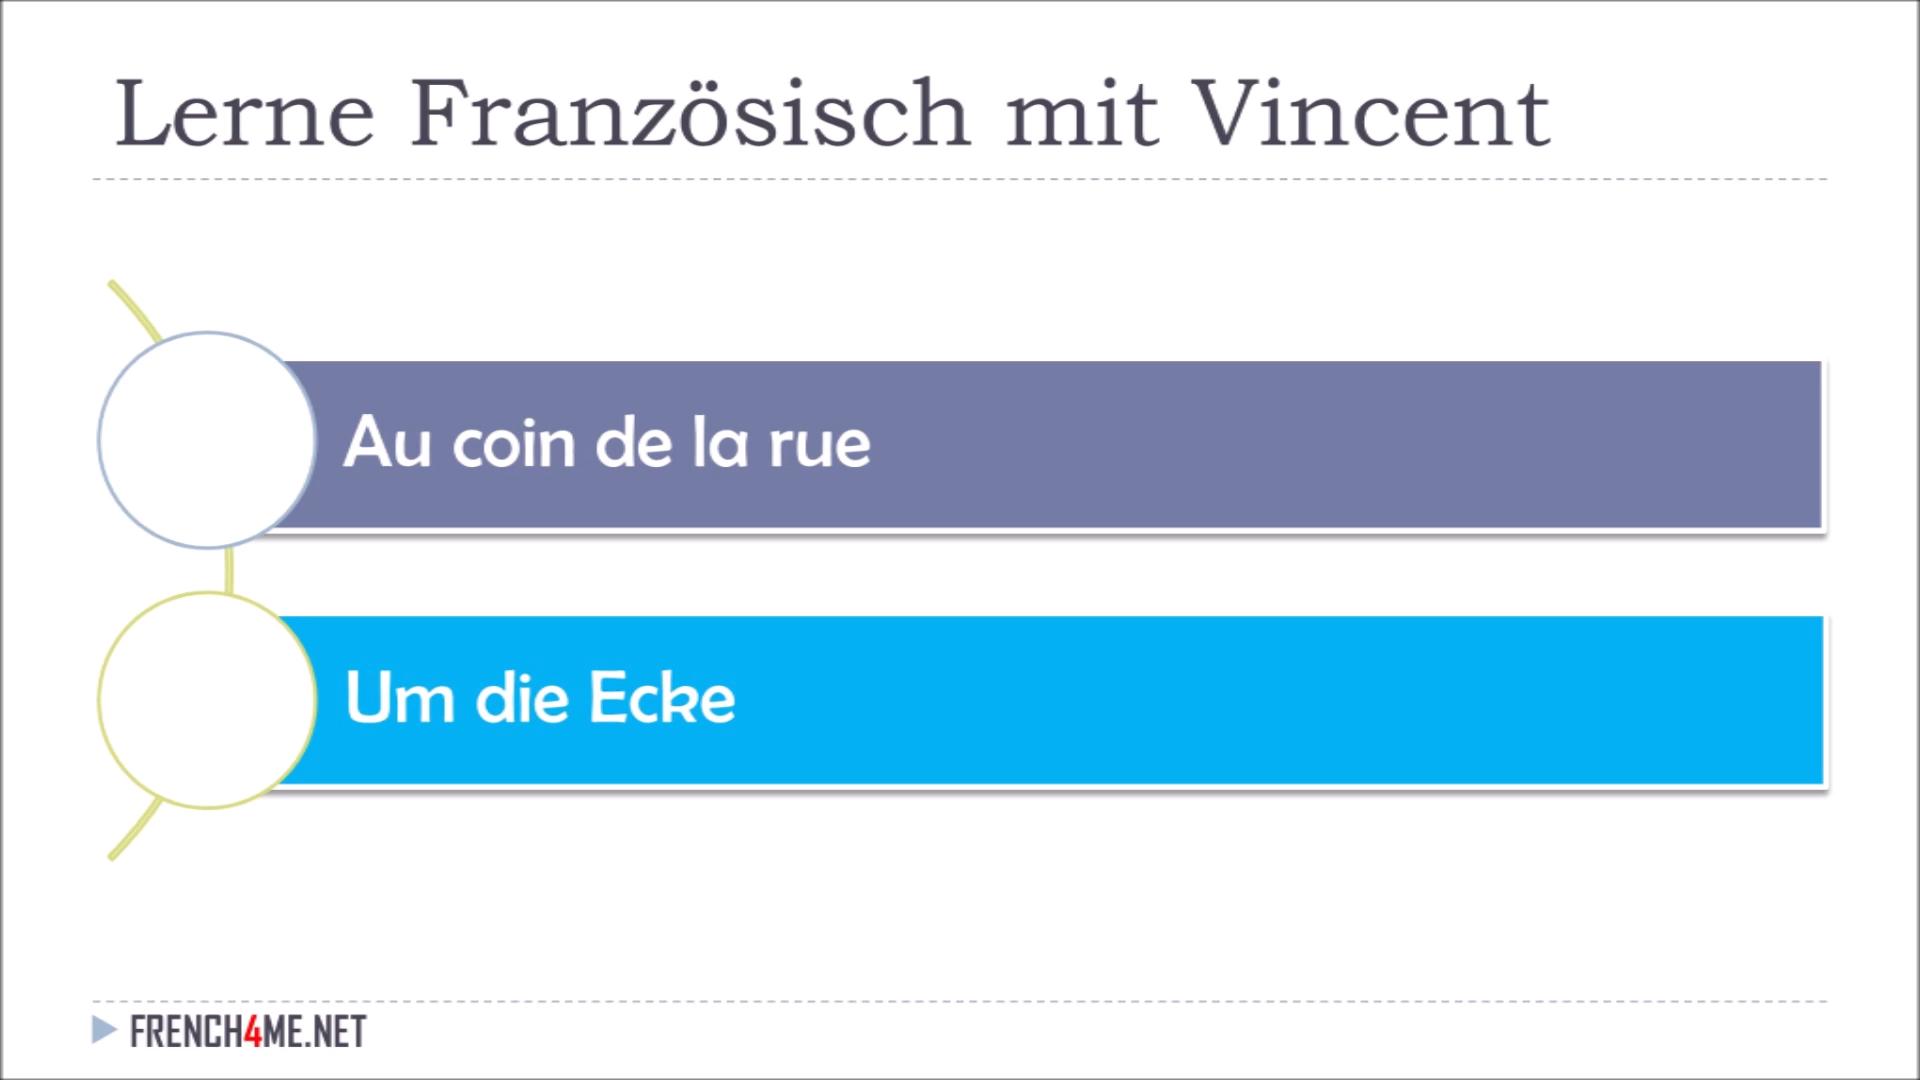 Lerne Französisch mit Vincent
Au coin de la rue
Um die Ecke
FRENCH4ME.NET